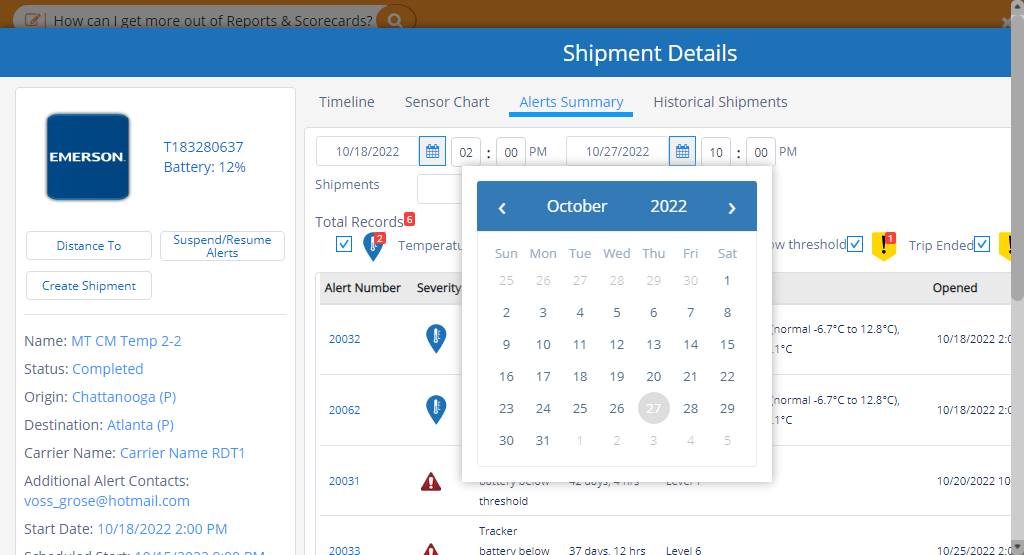 How can I get more out of Reports & Scorecards?
Shipment Details
EMERSON.
T183280637
Battery: 12%
Distance To
Suspend/Resume Alerts
Create Shipment
Name: MT CM Temp 2-2
Status: Completed
Origin: Chattanooga (P)
Destination: Atlanta (P)
Carrier Name: Carrier Name RDT1
Additional Alert Contacts:
voss_grose@hotmail.com
Start Date: 10/18/2022 2:00 PM
Scheduled Start: 10/15/2022 9:00 PM
Timeline Sensor Chart Alerts Summary Historical Shipments
10/18/2022 02 : 00 PM 10/27/2022 10 : 00 PM
Shipments
Total Records 6
2 Temperatu
w threshold 1 Trip Ended
October 2022
Sun Mon Tue Wed Thu Fri Sat
25 26 27 28 29 30 1
2 3 4 5 6 7 8
9 10 11 12 13 14 15
16 17 18 19 20 21 22
23 24 25 26 27 28 29
30 31 1 2 3 4 5
Alert Number Severity Opened
20032 (normal -6.7°C to 12.8°C), .1°C 10/18/2022 2:0
20062 (normal -6.7°C to 12.8°C), .1°C 10/18/2022 2:0
20031 battery below threshold 42 days, 4 hrs Level 7 10/20/2022 10
20033 Tracker battery below 37 days, 12 hrs Level 6 10/25/2022 2:0